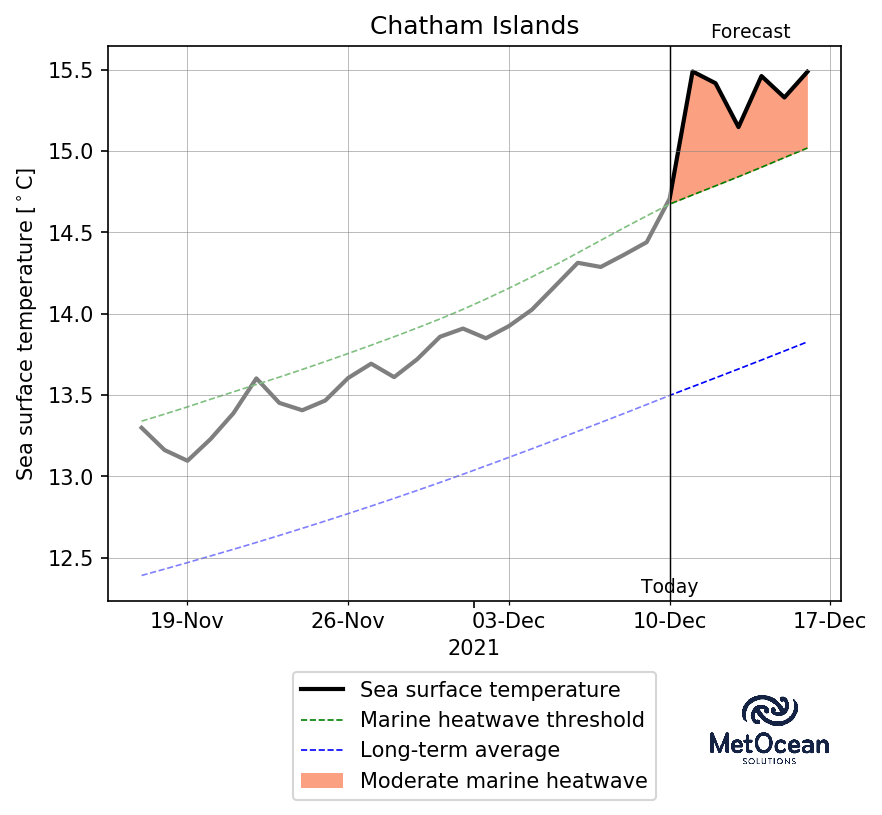 Chatham Islands
Forecast
Sea surface temperature [°C]
15.5
15.0
14.5
14.0
13.5
13.0
12.5
Today
19-Nov 26-Nov 03-Dec 10-Dec 17-Dec
2021
Sea surface temperature
Marine heatwave threshold
Long-term average
Moderate marine heatwave
MetOcean
SOLUTIONS